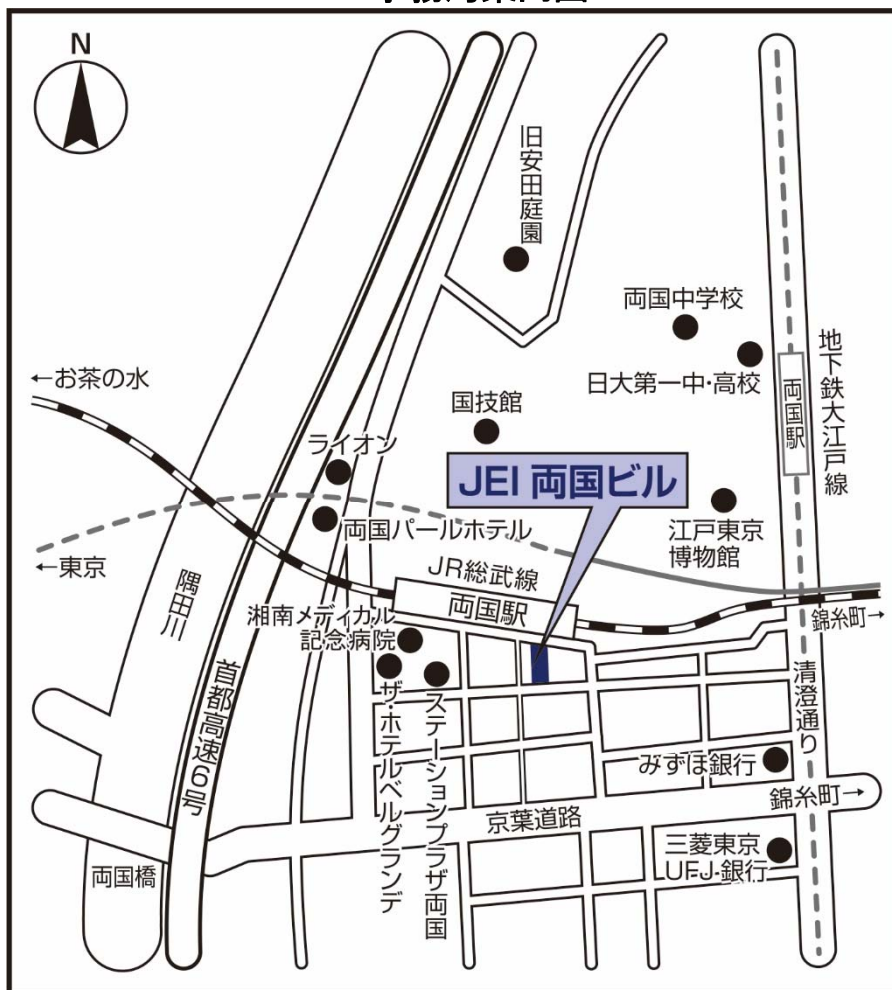 N
旧安田庭園
両国中学校
日大第一中・高校
両国駅
地下鉄大江戸線
←お茶の水
国技館
ライオン
JEI 両国ビル
両国パールホテル
江戸東京
博物館
←東京
JR総武線
両国駅
錦糸町→
隅田川
湘南メディカル
記念病院
首都高速6号
ザ・ホテルベルグランデ
ステーションプラザ両国
清澄通り
みずほ銀行
錦糸町→
京葉道路
三菱東京
UFJ銀行
両国橋